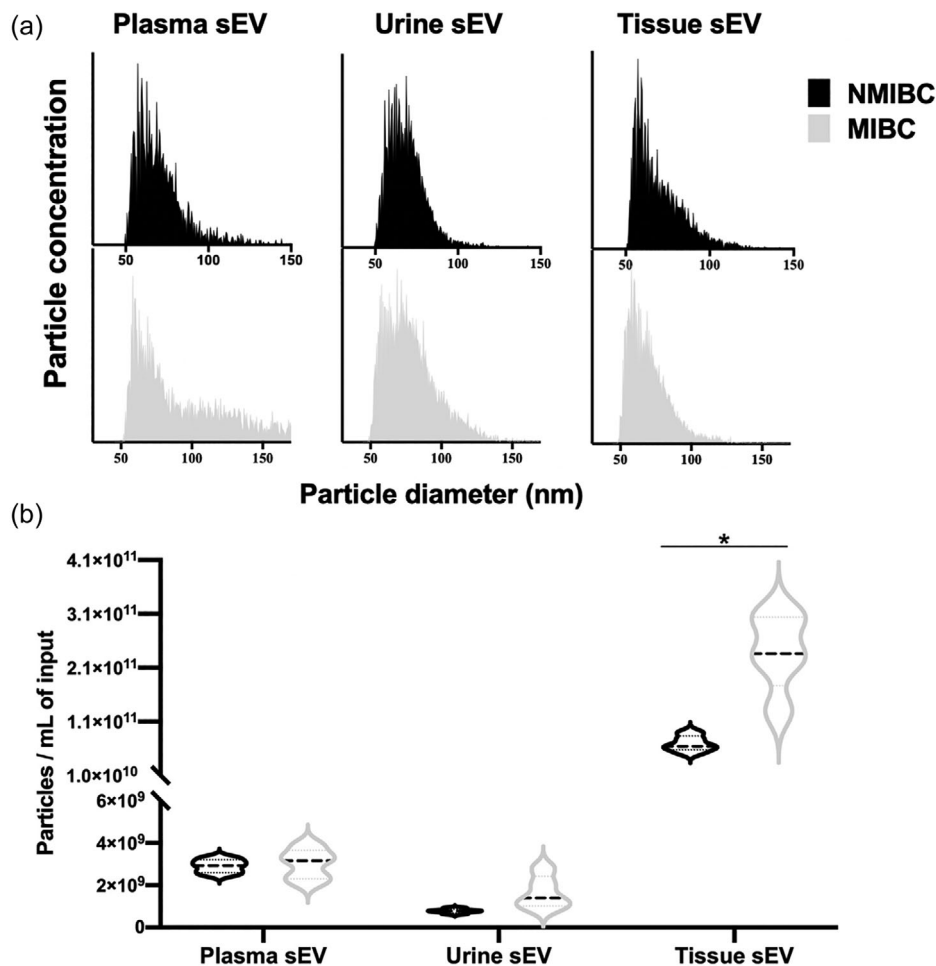 (a)
Plasma sEV
Urine sEV
Tissue sEV
NMIBC
MIBC
Particle concentration
50 100 150
50 100 150
50 100 150
50 100 150
50 100 150
50 100 150
Particle diameter (nm)
(b)
*
Particles / mL of input
4.1×10¹¹
3.1×10¹¹
2.1×10¹¹
1.1×10¹¹
1.0×10¹⁰
6×10⁹
4×10⁹
2×10⁹
0
Plasma sEV
Urine sEV
Tissue sEV